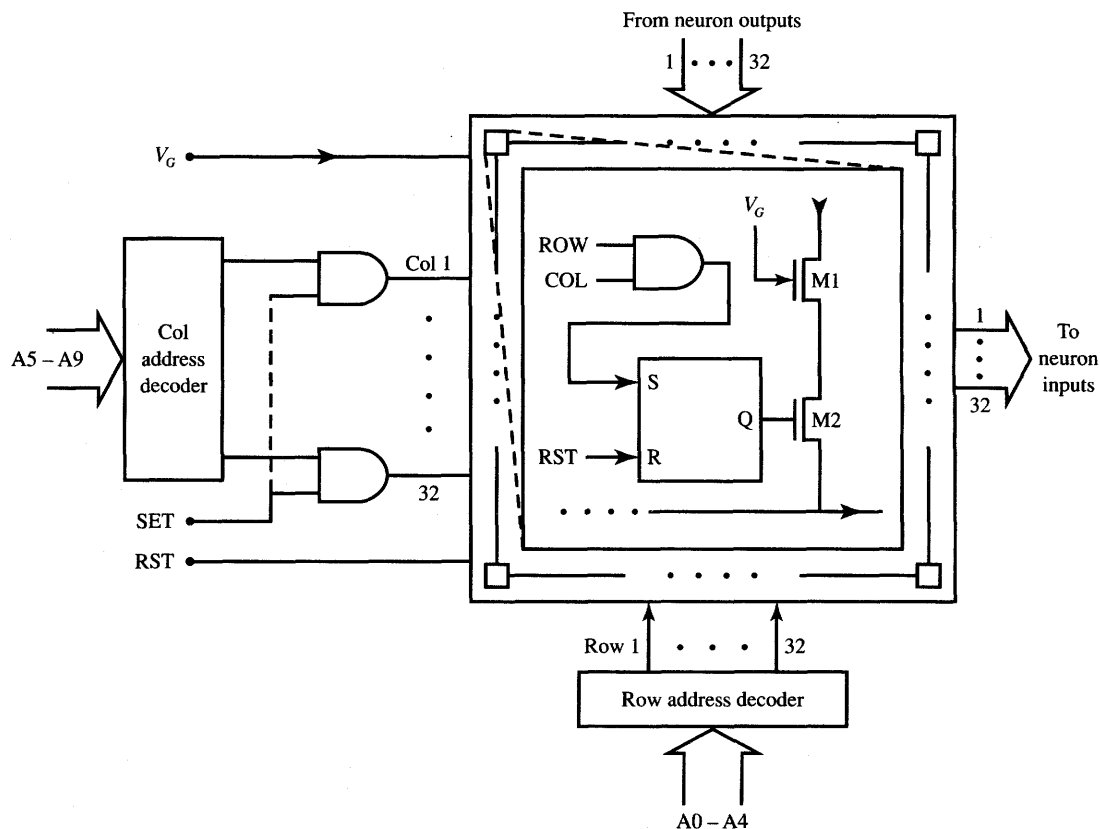 From neuron outputs
1
32
V_G
V_G
ROW
COL
M1
Col 1
Col
address
decoder
A5 – A9
1
To
neuron
inputs
32
S
Q
M2
RST
R
32
SET
RST
Row 1
32
Row address decoder
A0 – A4